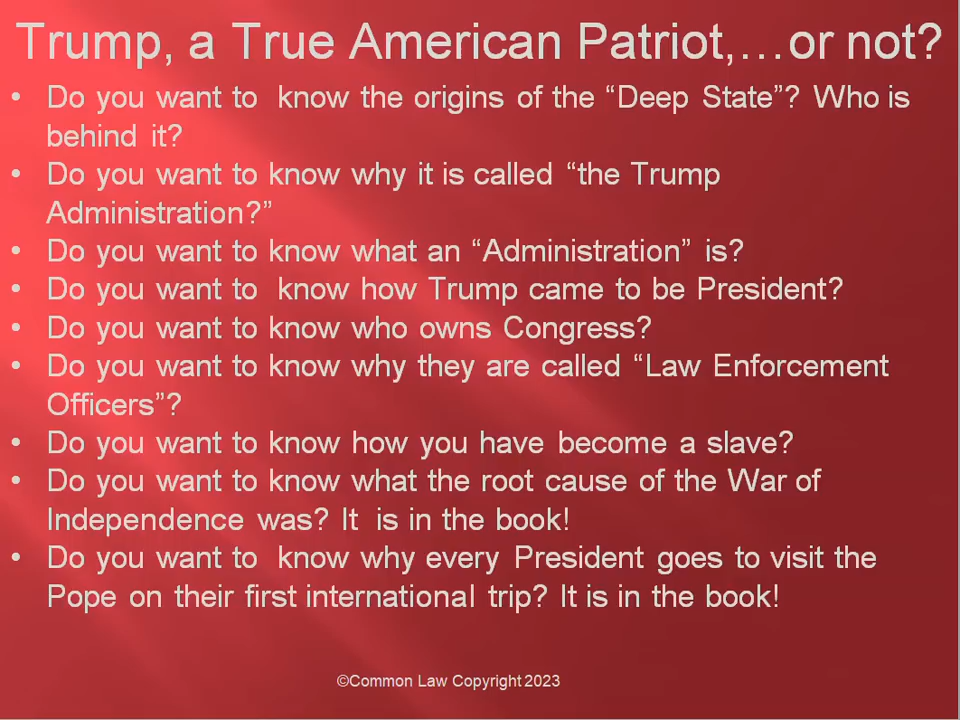 Trump, a True American Patriot,…or not?
• Do you want to  know the origins of the “Deep State”? Who is
behind it?
• Do you want to know why it is called “the Trump
Administration?”
• Do you want to know what an “Administration” is?
• Do you want to  know how Trump came to be President?
• Do you want to know who owns Congress?
• Do you want to know why they are called “Law Enforcement
Officers”?
• Do you want to know how you have become a slave?
• Do you want to know what the root cause of the War of
Independence was? It  is in the book!
• Do you want to  know why every President goes to visit the
Pope on their first international trip? It is in the book!
©Common Law Copyright 2023